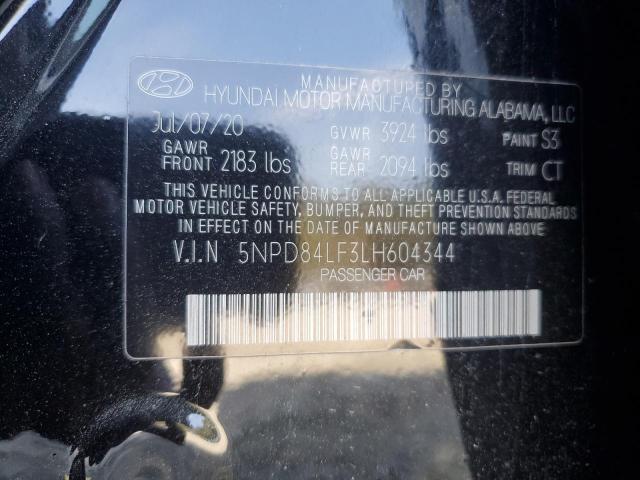 MANUFACTURED BY
HYUNDAI MOTOR MANUFACTURING ALABAMA, LLC
Jul/07/20 GVWR 3924 lbs PAINT S3
GAWR FRONT 2183 lbs GAWR REAR 2094 lbs TRIM CT
THIS VEHICLE CONFORMS TO ALL APPLICABLE U.S.A. FEDERAL
MOTOR VEHICLE SAFETY, BUMPER, AND THEFT PREVENTION STANDARDS
IN EFFECT ON THE DATE OF MANUFACTURE SHOWN ABOVE.
V.I.N 5NPD84LF3LH604344
PASSENGER CAR